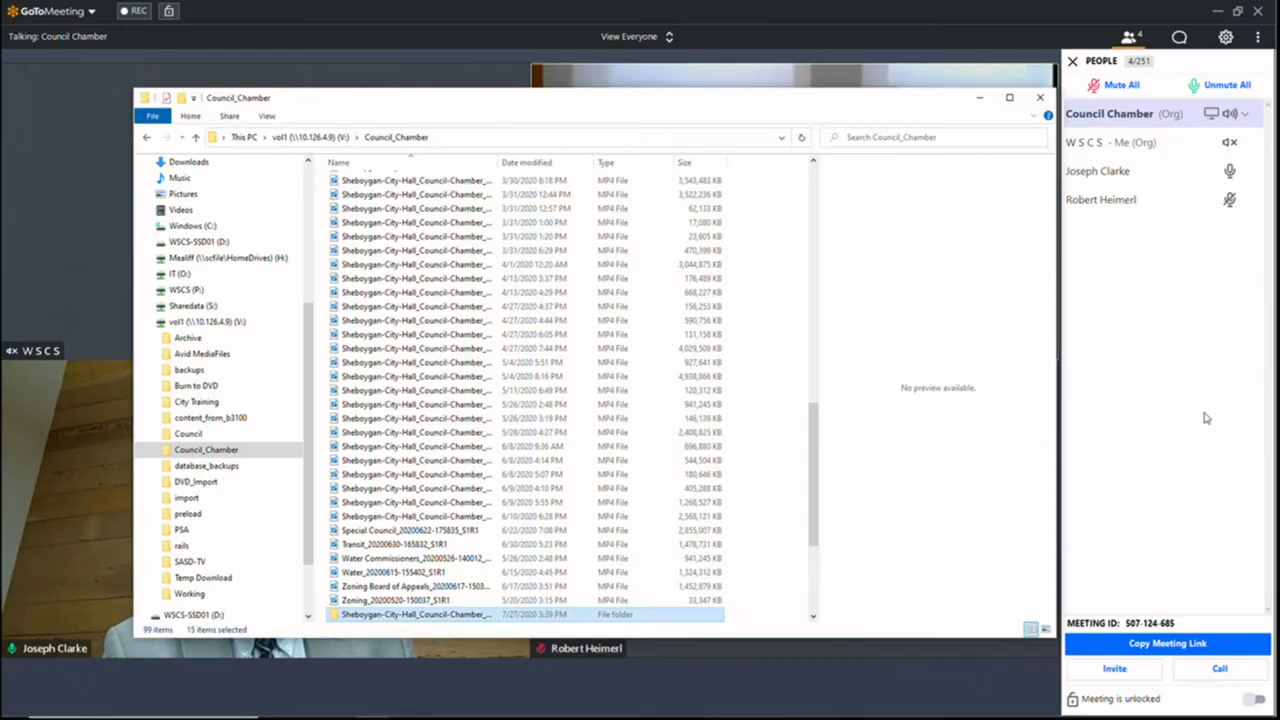 GoToMeeting
REC
Talking: Council Chamber
View Everyone
4
PEOPLE 4/251
Mute All
Unmute All
Council Chamber (Org)
W S C S - Me (Org)
Joseph Clarke
Robert Heimerl
Council_Chamber
File Home Share View
This PC > vol1 (\\10.126.4.9) (V:) > Council_Chamber
Search Council_Chamber
Downloads
Music
Pictures
Videos
Windows (C:)
WSCS-SSD01 (D:)
Mealiff (\\scfile\HomeDrives) (H:)
IT (O:)
WSCS (P:)
Sharedata (S:)
vol1 (\\10.126.4.9) (V:)
Archive
Avid MediaFiles
backups
Burn to DVD
City Training
content_from_b3100
Council
Council_Chamber
database_backups
DVD_Import
import
preload
PSA
rails
SASD-TV
Temp Download
Working
WSCS-SSD01 (D:)
Name Date modified Type Size
Sheboygan-City-Hall_Council-Chamber_... 3/30/2020 8:18 PM MP4 File 3,543,483 KB
Sheboygan-City-Hall_Council-Chamber_... 3/31/2020 12:44 PM MP4 File 3,522,236 KB
Sheboygan-City-Hall_Council-Chamber_... 3/31/2020 12:57 PM MP4 File 62,133 KB
Sheboygan-City-Hall_Council-Chamber_... 3/31/2020 1:00 PM MP4 File 17,080 KB
Sheboygan-City-Hall_Council-Chamber_... 3/31/2020 1:20 PM MP4 File 23,605 KB
Sheboygan-City-Hall_Council-Chamber_... 3/31/2020 6:29 PM MP4 File 470,399 KB
Sheboygan-City-Hall_Council-Chamber_... 4/1/2020 12:20 AM MP4 File 3,044,875 KB
Sheboygan-City-Hall_Council-Chamber_... 4/13/2020 3:37 PM MP4 File 176,489 KB
Sheboygan-City-Hall_Council-Chamber_... 4/13/2020 4:29 PM MP4 File 668,227 KB
Sheboygan-City-Hall_Council-Chamber_... 4/27/2020 4:07 PM MP4 File 156,253 KB
Sheboygan-City-Hall_Council-Chamber_... 4/27/2020 4:44 PM MP4 File 590,756 KB
Sheboygan-City-Hall_Council-Chamber_... 4/27/2020 6:05 PM MP4 File 131,158 KB
Sheboygan-City-Hall_Council-Chamber_... 4/27/2020 7:44 PM MP4 File 4,029,509 KB
Sheboygan-City-Hall_Council-Chamber_... 5/4/2020 5:51 PM MP4 File 927,641 KB
Sheboygan-City-Hall_Council-Chamber_... 5/4/2020 8:16 PM MP4 File 4,938,866 KB
Sheboygan-City-Hall_Council-Chamber_... 5/11/2020 6:49 PM MP4 File 120,312 KB
Sheboygan-City-Hall_Council-Chamber_... 5/26/2020 2:48 PM MP4 File 941,245 KB
Sheboygan-City-Hall_Council-Chamber_... 5/26/2020 3:19 PM MP4 File 146,139 KB
Sheboygan-City-Hall_Council-Chamber_... 5/28/2020 4:27 PM MP4 File 2,408,825 KB
Sheboygan-City-Hall_Council-Chamber_... 6/8/2020 9:36 AM MP4 File 696,880 KB
Sheboygan-City-Hall_Council-Chamber_... 6/8/2020 4:14 PM MP4 File 544,504 KB
Sheboygan-City-Hall_Council-Chamber_... 6/8/2020 5:07 PM MP4 File 180,646 KB
Sheboygan-City-Hall_Council-Chamber_... 6/9/2020 4:10 PM MP4 File 405,288 KB
Sheboygan-City-Hall_Council-Chamber_... 6/9/2020 5:55 PM MP4 File 1,268,527 KB
Sheboygan-City-Hall_Council-Chamber_... 6/10/2020 6:28 PM MP4 File 2,568,121 KB
Special Council_20200622-175835_S1R1 6/22/2020 7:08 PM MP4 File 2,855,007 KB
Transit_20200630-165832_S1R1 6/30/2020 5:23 PM MP4 File 1,478,731 KB
Water Commissioners_20200526-140012_... 5/26/2020 2:48 PM MP4 File 941,245 KB
Water_20200615-155402_S1R1 6/15/2020 4:45 PM MP4 File 1,324,312 KB
Zoning Board of Appeals_20200617-1503... 6/17/2020 3:51 PM MP4 File 1,452,879 KB
Zoning_20200520-150037_S1R1 5/20/2020 3:15 PM MP4 File 33,347 KB
Sheboygan-City-Hall_Council-Chamber_... 7/27/2020 3:39 PM File folder
No preview available.
99 items 15 items selected
W S C S
Joseph Clarke
Robert Heimerl
MEETING ID: 507-124-685
Copy Meeting Link
Invite
Call
Meeting is unlocked